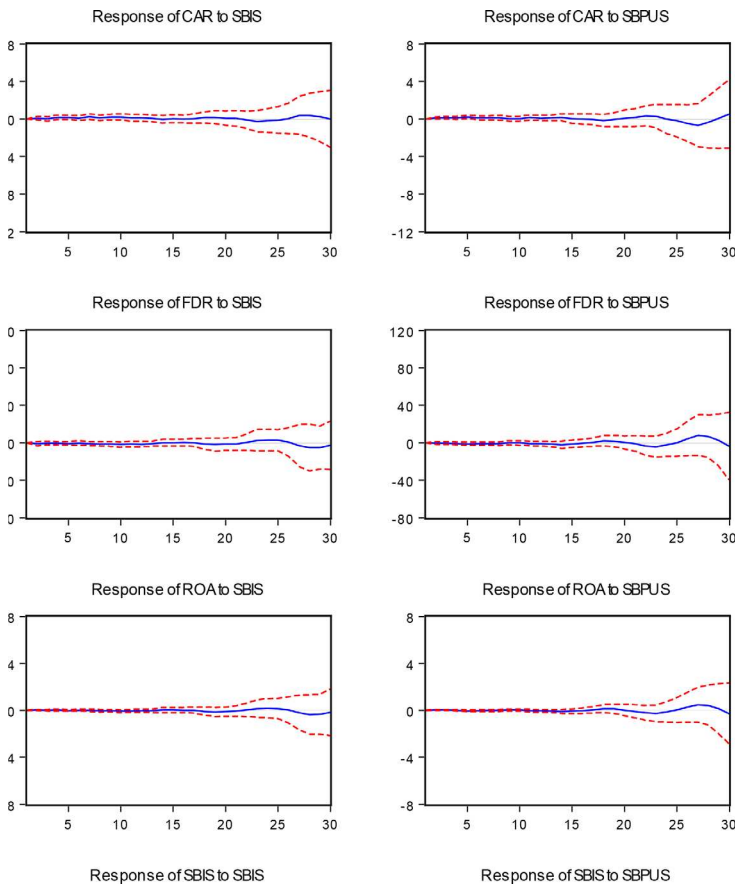 Response of CAR to SBIS
Response of CAR to SBPUS
8
4
0
4
8
2
5 10 15 20 25 30
8
4
0
-4
-8
-12
5 10 15 20 25 30
Response of FDR to SBIS
Response of FDR to SBPUS
0
0
0
0
0
0
5 10 15 20 25 30
120
80
40
0
-40
-80
5 10 15 20 25 30
Response of ROA to SBIS
Response of ROA to SBPUS
8
4
0
4
8
5 10 15 20 25 30
8
4
0
-4
-8
5 10 15 20 25 30
Response of SBIS to SBIS
Response of SBIS to SBPUS